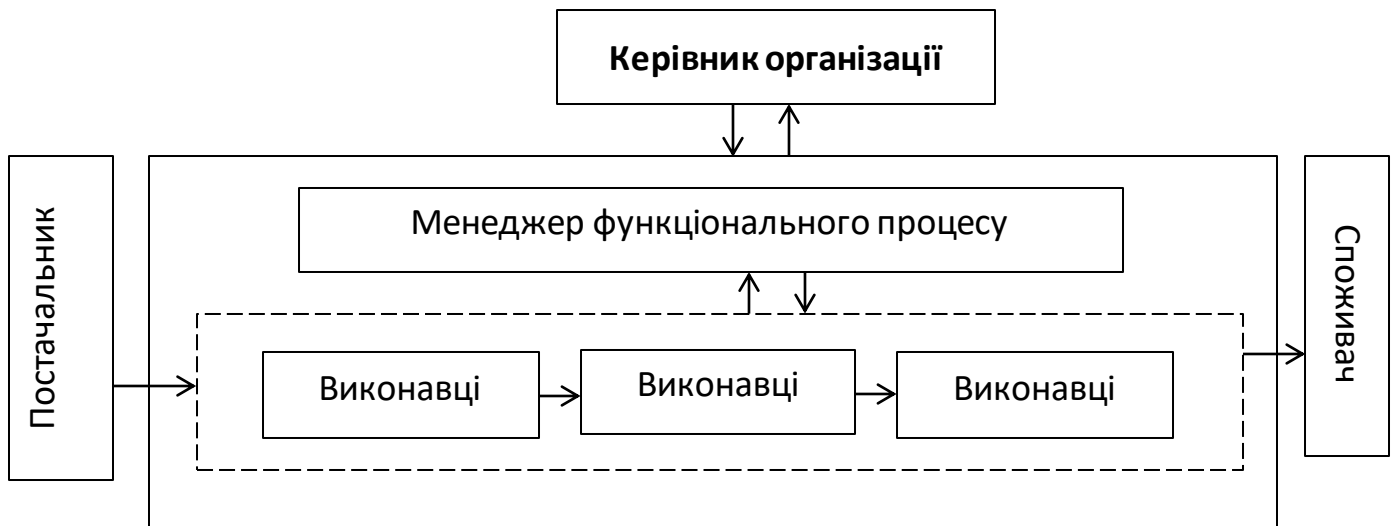 Керівник організації
Постачальник
Менеджер функціонального процесу
Споживач
Виконавці
Виконавці
Виконавці